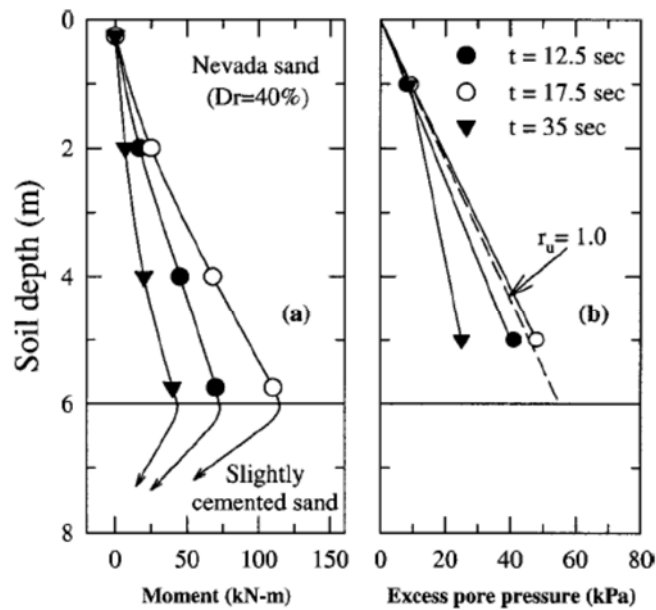 Soil depth (m)
0
2
4
6
8
Nevada sand
(Dr=40%)
(a)
Slightly
cemented sand
0 50 100 150
Moment (kN-m)
t = 12.5 sec
t = 17.5 sec
t = 35 sec
r_u = 1.0
(b)
0 20 40 60 80
Excess pore pressure (kPa)